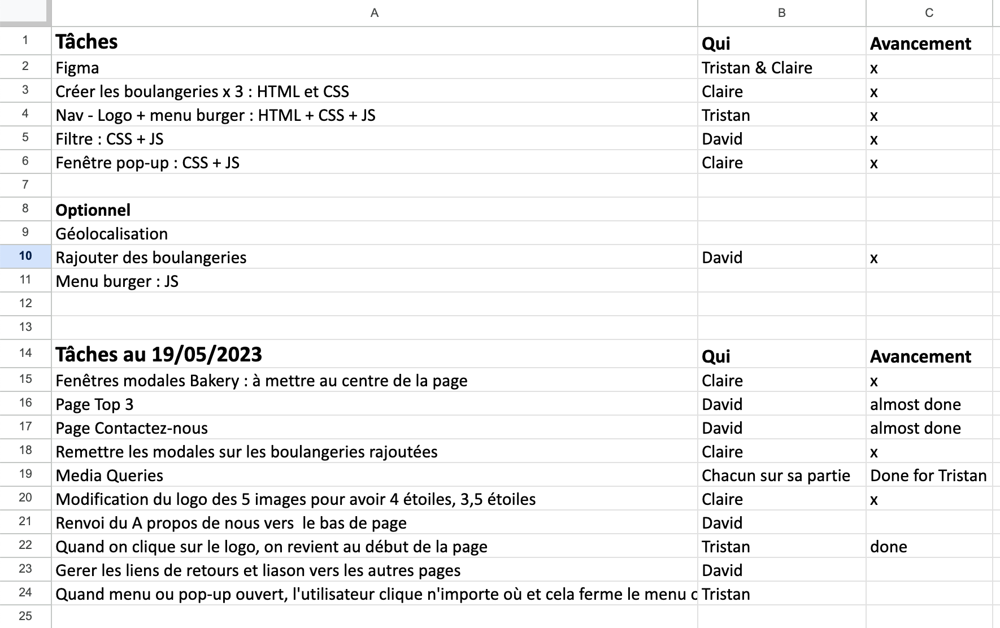 A B C
1 Tâches Qui Avancement
2 Figma Tristan & Claire x
3 Créer les boulangeries x 3 : HTML et CSS Claire x
4 Nav - Logo + menu burger : HTML + CSS + JS Tristan x
5 Filtre : CSS + JS David x
6 Fenêtre pop-up : CSS + JS Claire x
7
8 Optionnel
9 Géolocalisation
10 Rajouter des boulangeries David x
11 Menu burger : JS
12
13
14 Tâches au 19/05/2023 Qui Avancement
15 Fenêtres modales Bakery : à mettre au centre de la page Claire x
16 Page Top 3 David almost done
17 Page Contactez-nous David almost done
18 Remettre les modales sur les boulangeries rajoutées Claire x
19 Media Queries Chacun sur sa partie Done for Tristan
20 Modification du logo des 5 images pour avoir 4 étoiles, 3,5 étoiles Claire x
21 Renvoi du A propos de nous vers  le bas de page David
22 Quand on clique sur le logo, on revient au début de la page Tristan done
23 Gerer les liens de retours et liason vers les autres pages David
24 Quand menu ou pop-up ouvert, l'utilisateur clique n'importe où et cela ferme le menu Tristan
25